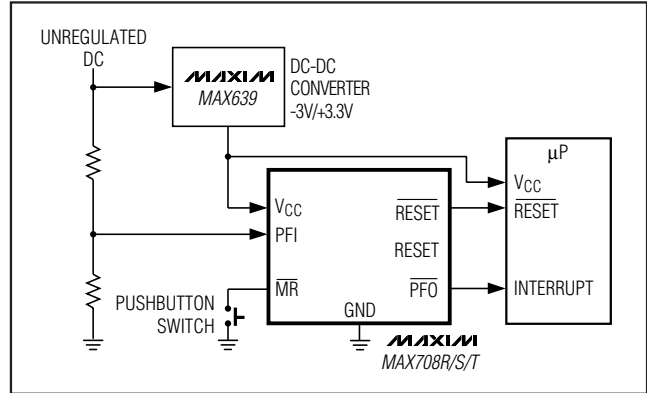 UNREGULATED
DC
MAXIM
MAX639
DC-DC
CONVERTER
-3V/+3.3V
μP
VCC
RESET
INTERRUPT
VCC
PFI
MR
GND
RESET
RESET
PFO
PUSHBUTTON
SWITCH
MAXIM
MAX708R/S/T